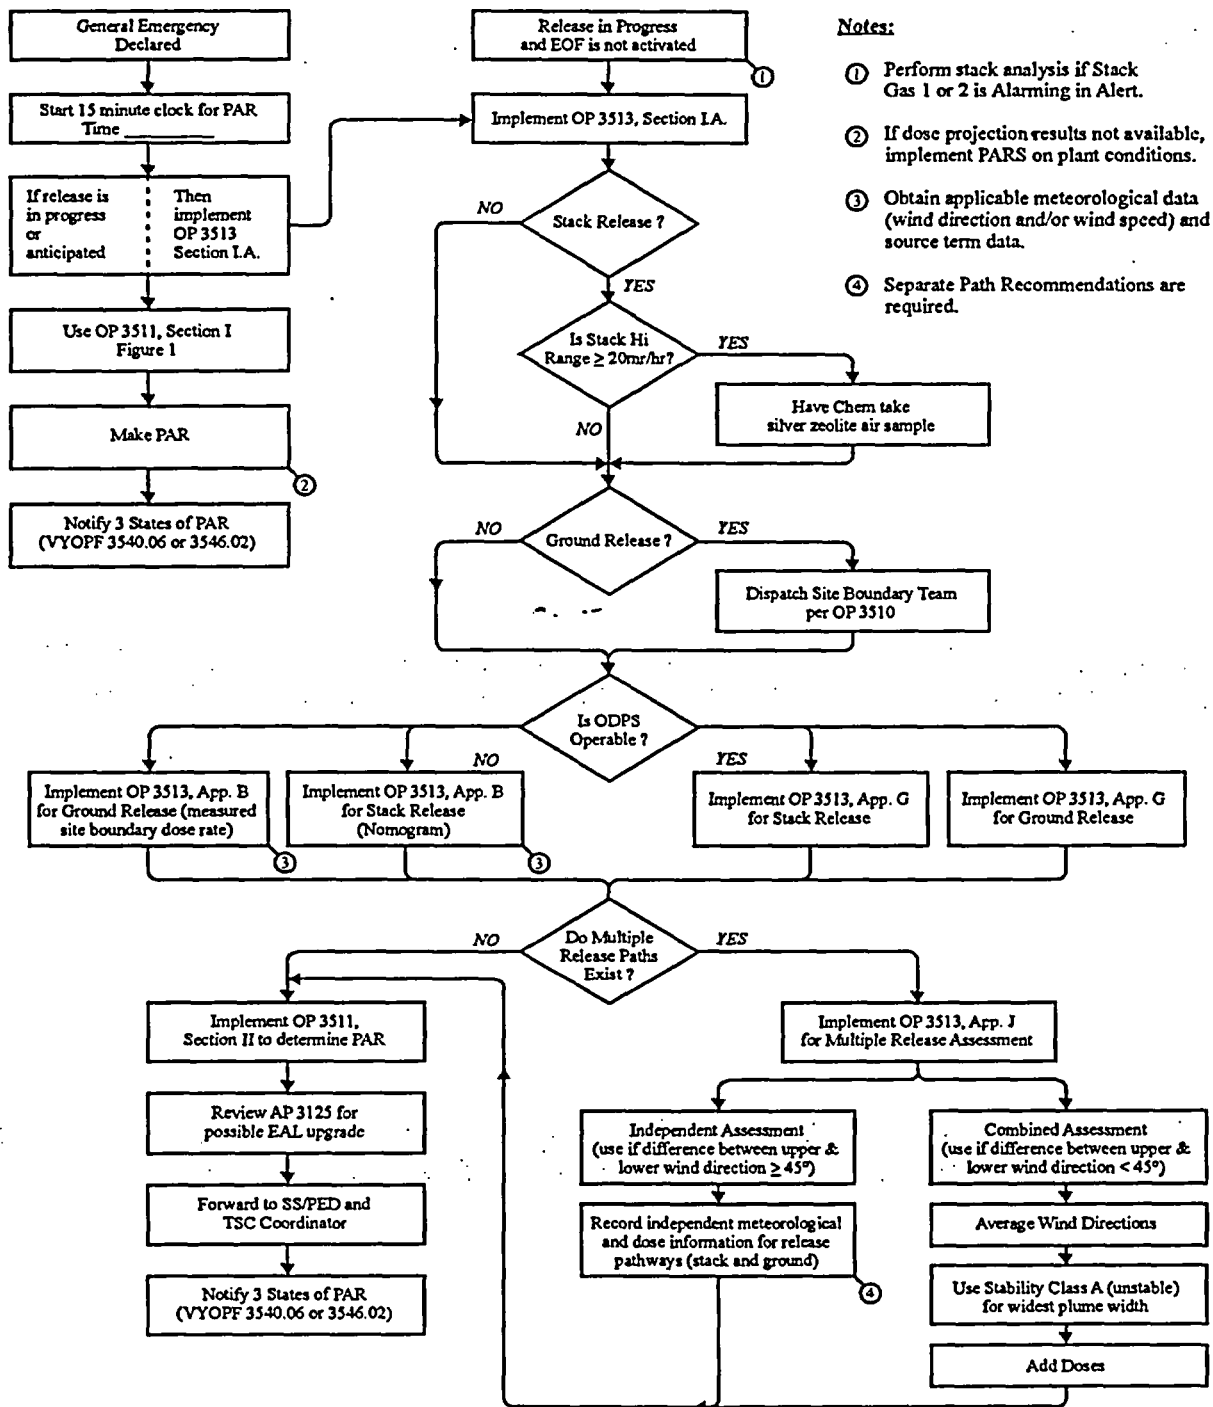 General Emergency
Declared
Start 15 minute clock for PAR
Time __________
If release is
in progress
or
anticipated
Then
implement
OP 3513
Section I.A.
Use OP 3511, Section I
Figure 1
Make PAR
②
Notify 3 States of PAR
(VYOPF 3540.06 or 3546.02)
Release in Progress
and EOF is not activated
①
Implement OP 3513, Section I.A.
Stack Release ?
NO
YES
Is Stack Hi
Range ≥ 20mr/hr?
YES
NO
Have Chem take
silver zeolite air sample
Ground Release ?
NO
YES
Dispatch Site Boundary Team
per OP 3510
Is ODPS
Operable ?
NO
YES
Implement OP 3513, App. B
for Ground Release (measured
site boundary dose rate)
③
Implement OP 3513, App. B
for Stack Release
(Nomogram)
③
Implement OP 3513, App. G
for Stack Release
Implement OP 3513, App. G
for Ground Release
Do Multiple
Release Paths
Exist ?
NO
YES
Implement OP 3511,
Section II to determine PAR
Review AP 3125 for
possible EAL upgrade
Forward to SS/PED and
TSC Coordinator
Notify 3 States of PAR
(VYOPF 3540.06 or 3546.02)
Implement OP 3513, App. J
for Multiple Release Assessment
Independent Assessment
(use if difference between upper &
lower wind direction ≥ 45°)
Record independent meteorological
and dose information for release
pathways (stack and ground)
④
Combined Assessment
(use if difference between upper &
lower wind direction < 45°)
Average Wind Directions
Use Stability Class A (unstable)
for widest plume width
Add Doses
Notes:
① Perform stack analysis if Stack
Gas 1 or 2 is Alarming in Alert.
② If dose projection results not available,
implement PARS on plant conditions.
③ Obtain applicable meteorological data
(wind direction and/or wind speed) and
source term data.
④ Separate Path Recommendations are
required.